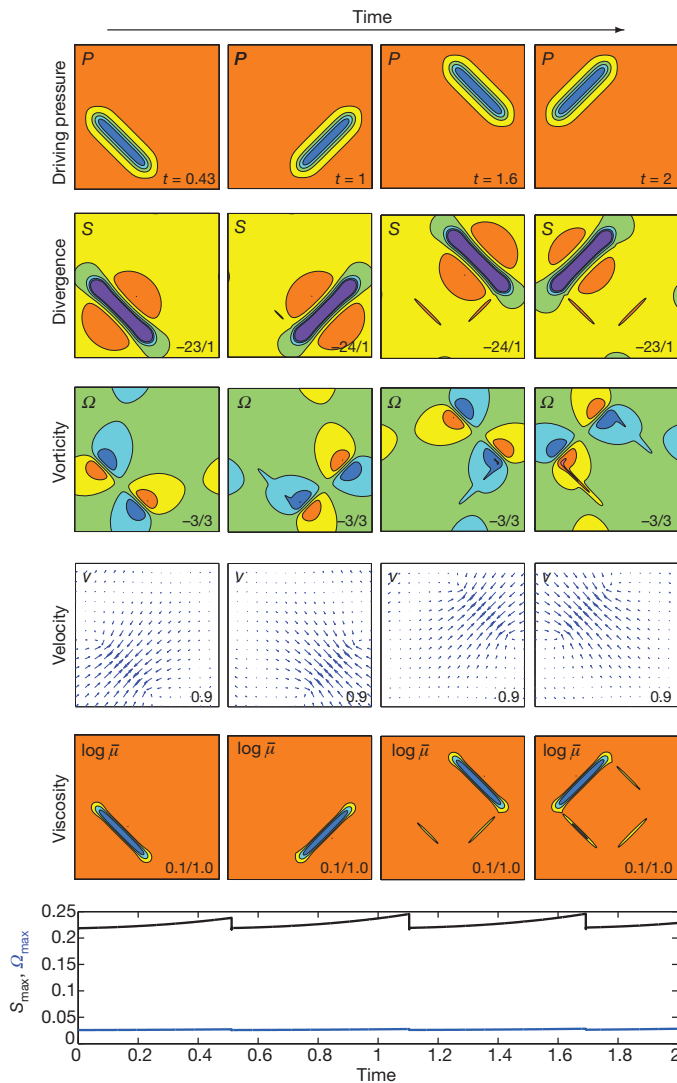 Time
Driving pressure
P
t = 0.43
P
t = 1
P
t = 1.6
P
t = 2
Divergence
S
–23/1
S
–24/1
S
–24/1
S
–23/1
Vorticity
Ω
–3/3
Ω
–3/3
Ω
–3/3
Ω
–3/3
Velocity
v
0.9
v
0.9
v
0.9
v
0.9
Viscosity
log μ̄
0.1/1.0
log μ̄
0.1/1.0
log μ̄
0.1/1.0
log μ̄
0.1/1.0
Smax, Ωmax
0.25
0.2
0.15
0.1
0.05
0
0 0.2 0.4 0.6 0.8 1 1.2 1.4 1.6 1.8 2
Time